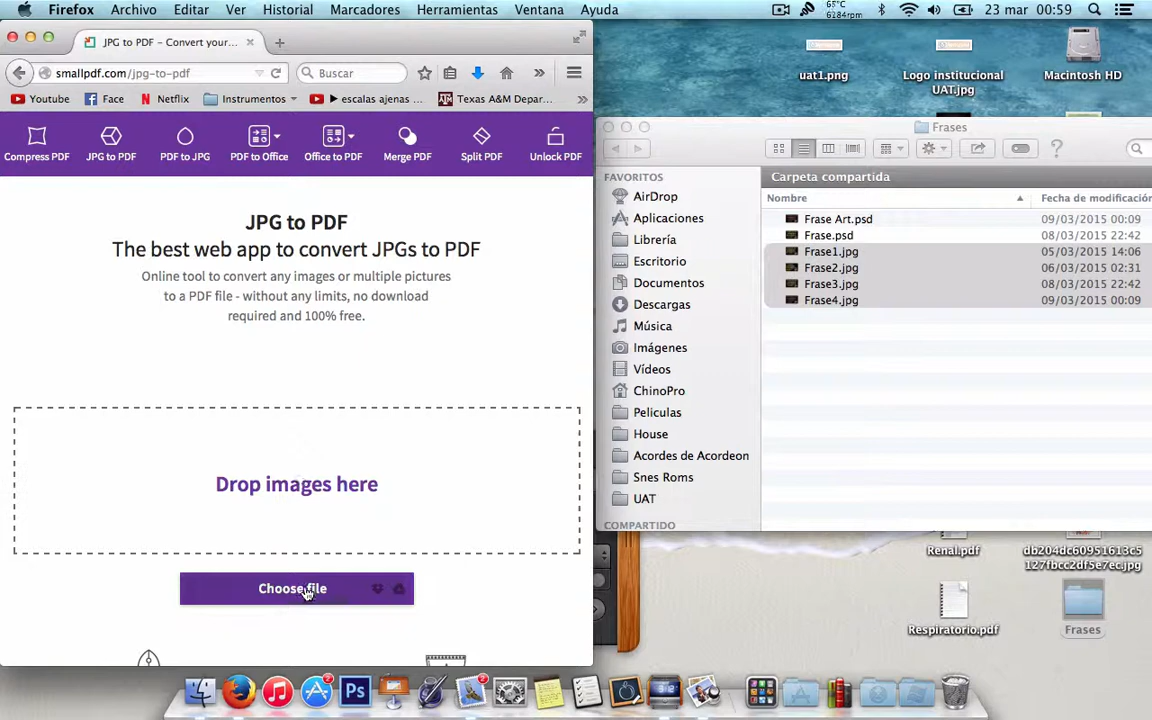 Firefox Archivo Editar Ver Historial Marcadores Herramientas Ventana Ayuda
65°C
6284rpm
23 mar 00:59
JPG to PDF – Convert your...
smallpdf.com/jpg-to-pdf
Buscar
Youtube Face Netflix Instrumentos escalas ajenas ... Texas A&M Depar...
Compress PDF JPG to PDF PDF to JPG PDF to Office Office to PDF Merge PDF Split PDF Unlock PDF
JPG to PDF
The best web app to convert JPGs to PDF
Online tool to convert any images or multiple pictures
to a PDF file - without any limits, no download
required and 100% free.
Drop images here
Choose file
uat1.png
Logo institucional
UAT.jpg
Macintosh HD
Frases
FAVORITOS
AirDrop
Aplicaciones
Librería
Escritorio
Documentos
Descargas
Música
Imágenes
Vídeos
ChinoPro
Peliculas
House
Acordes de Acordeon
Snes Roms
UAT
COMPARTIDO
Carpeta compartida
Nombre Fecha de modificación
Frase Art.psd 09/03/2015 00:09
Frase.psd 08/03/2015 22:42
Frase1.jpg 05/03/2015 14:06
Frase2.jpg 06/03/2015 02:31
Frase3.jpg 08/03/2015 22:42
Frase4.jpg 09/03/2015 00:09
Renal.pdf
db204dc60951613c5
127fbcc2df5e7ec.jpg
Respiratorio.pdf
Frases
2
Ps
2